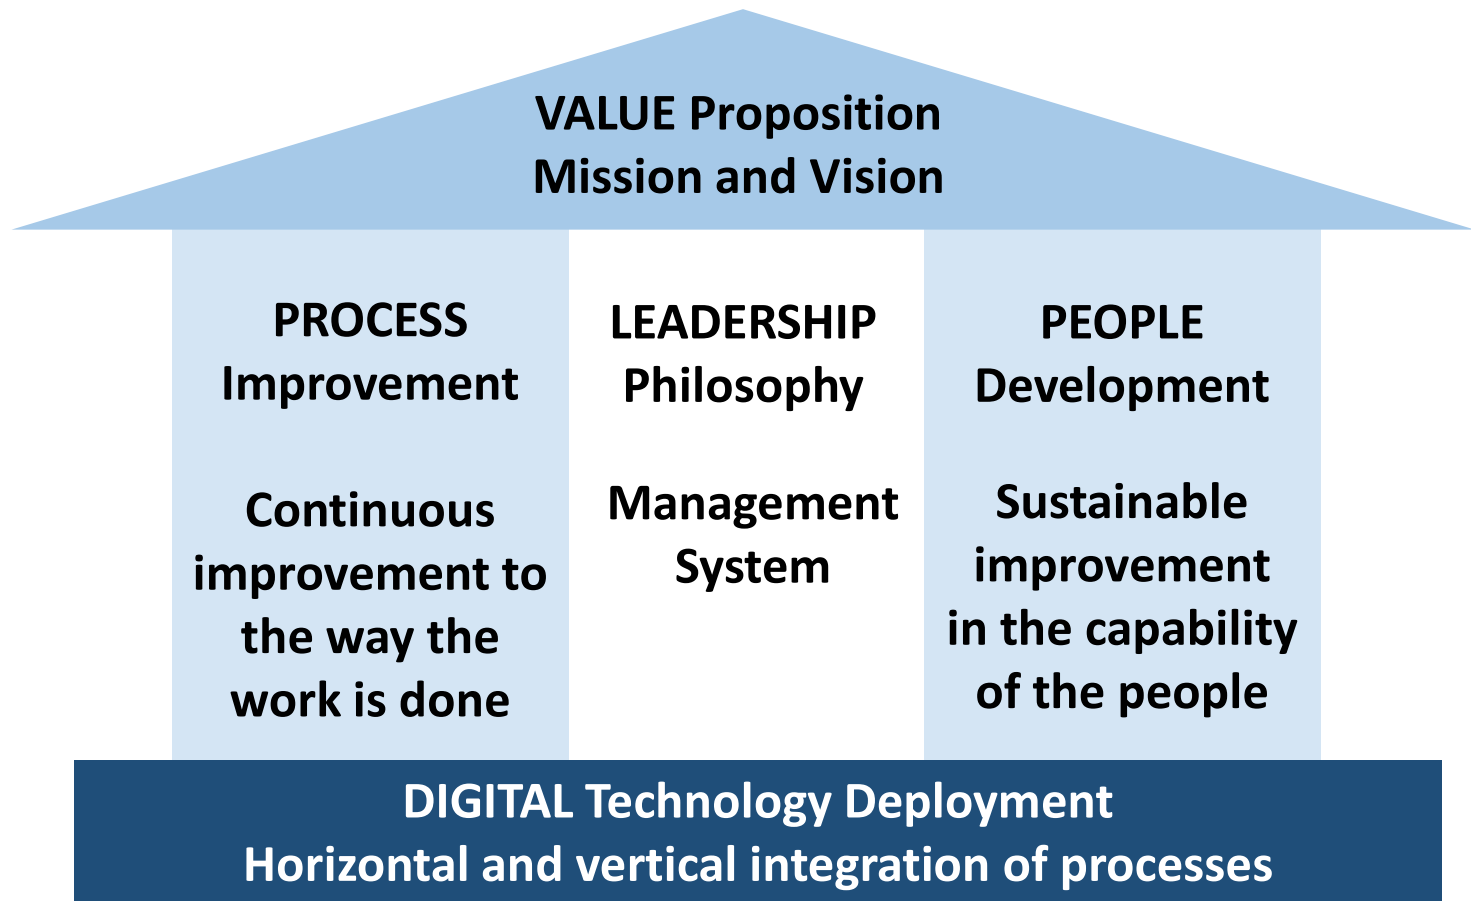 VALUE Proposition
Mission and Vision
PROCESS
Improvement
Continuous
improvement to
the way the
work is done
LEADERSHIP
Philosophy
Management
System
PEOPLE
Development
Sustainable
improvement
in the capability
of the people
DIGITAL Technology Deployment
Horizontal and vertical integration of processes